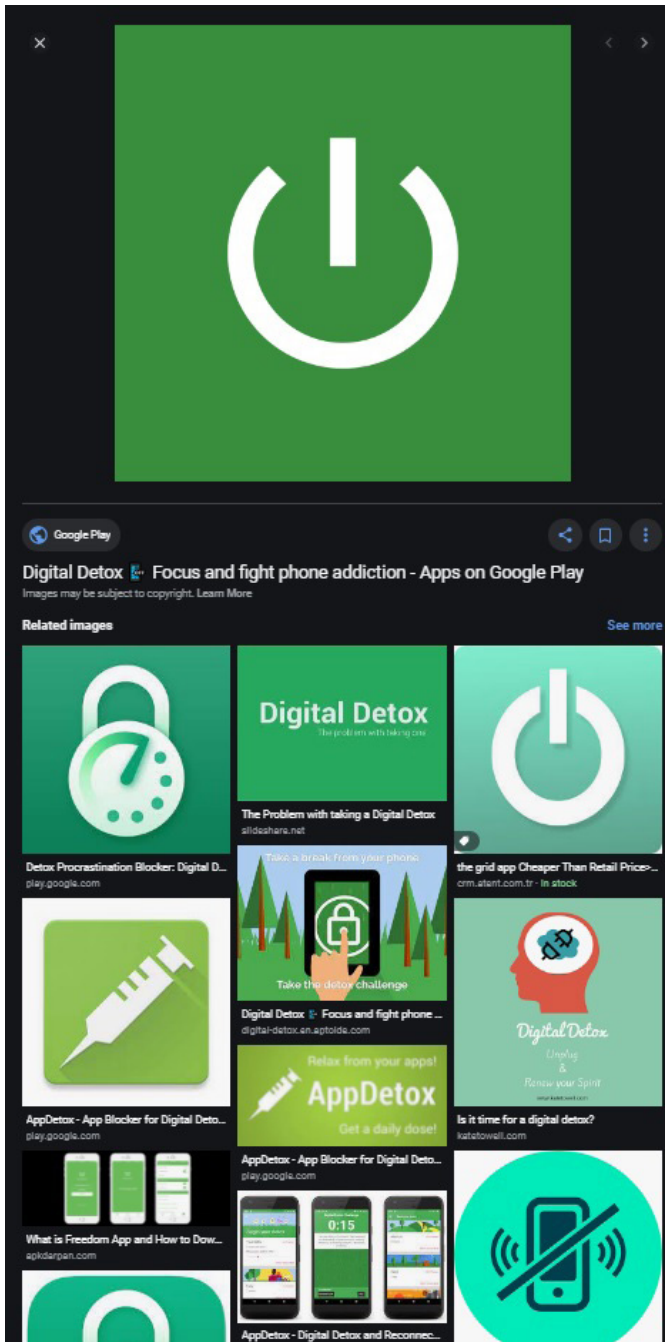 Google Play
Digital Detox Focus and fight phone addiction - Apps on Google Play
Images may be subject to copyright. Learn More
Related images
See more
Detox Procrastination Blocker: Digital D...
play.google.com
Digital Detox
The problem with taking one
The Problem with taking a Digital Detox
slideshare.net
the grid app Cheaper Than Retail Price>...
crm.atent.com.tr - In stock
Take a break from your phone
Take the detox challenge
Digital Detox Focus and fight phone ...
digital-detox.en.aptoide.com
AppDetox - App Blocker for Digital Deto...
play.google.com
Relax from your apps!
AppDetox
Get a daily dose!
AppDetox - App Blocker for Digital Deto...
play.google.com
Digital Detox
Unplug
&
Renew your Spirit
Is it time for a digital detox?
katetowell.com
What is Freedom App and How to Dow...
apkdarpan.com
0:15
AppDetox - Digital Detox and Reconnec...